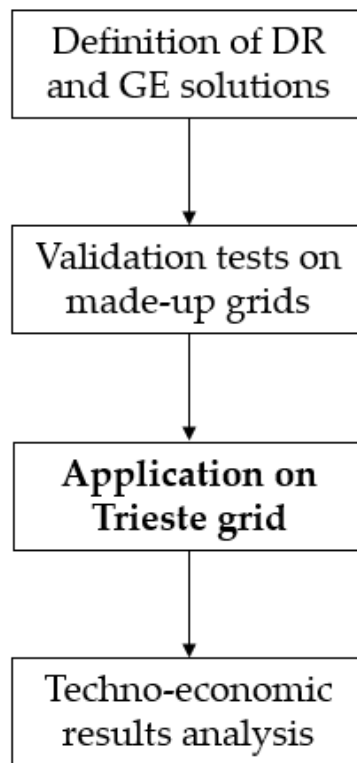 Definition of DR
and GE solutions
Validation tests on
made-up grids
Application on
Trieste grid
Techno-economic
results analysis